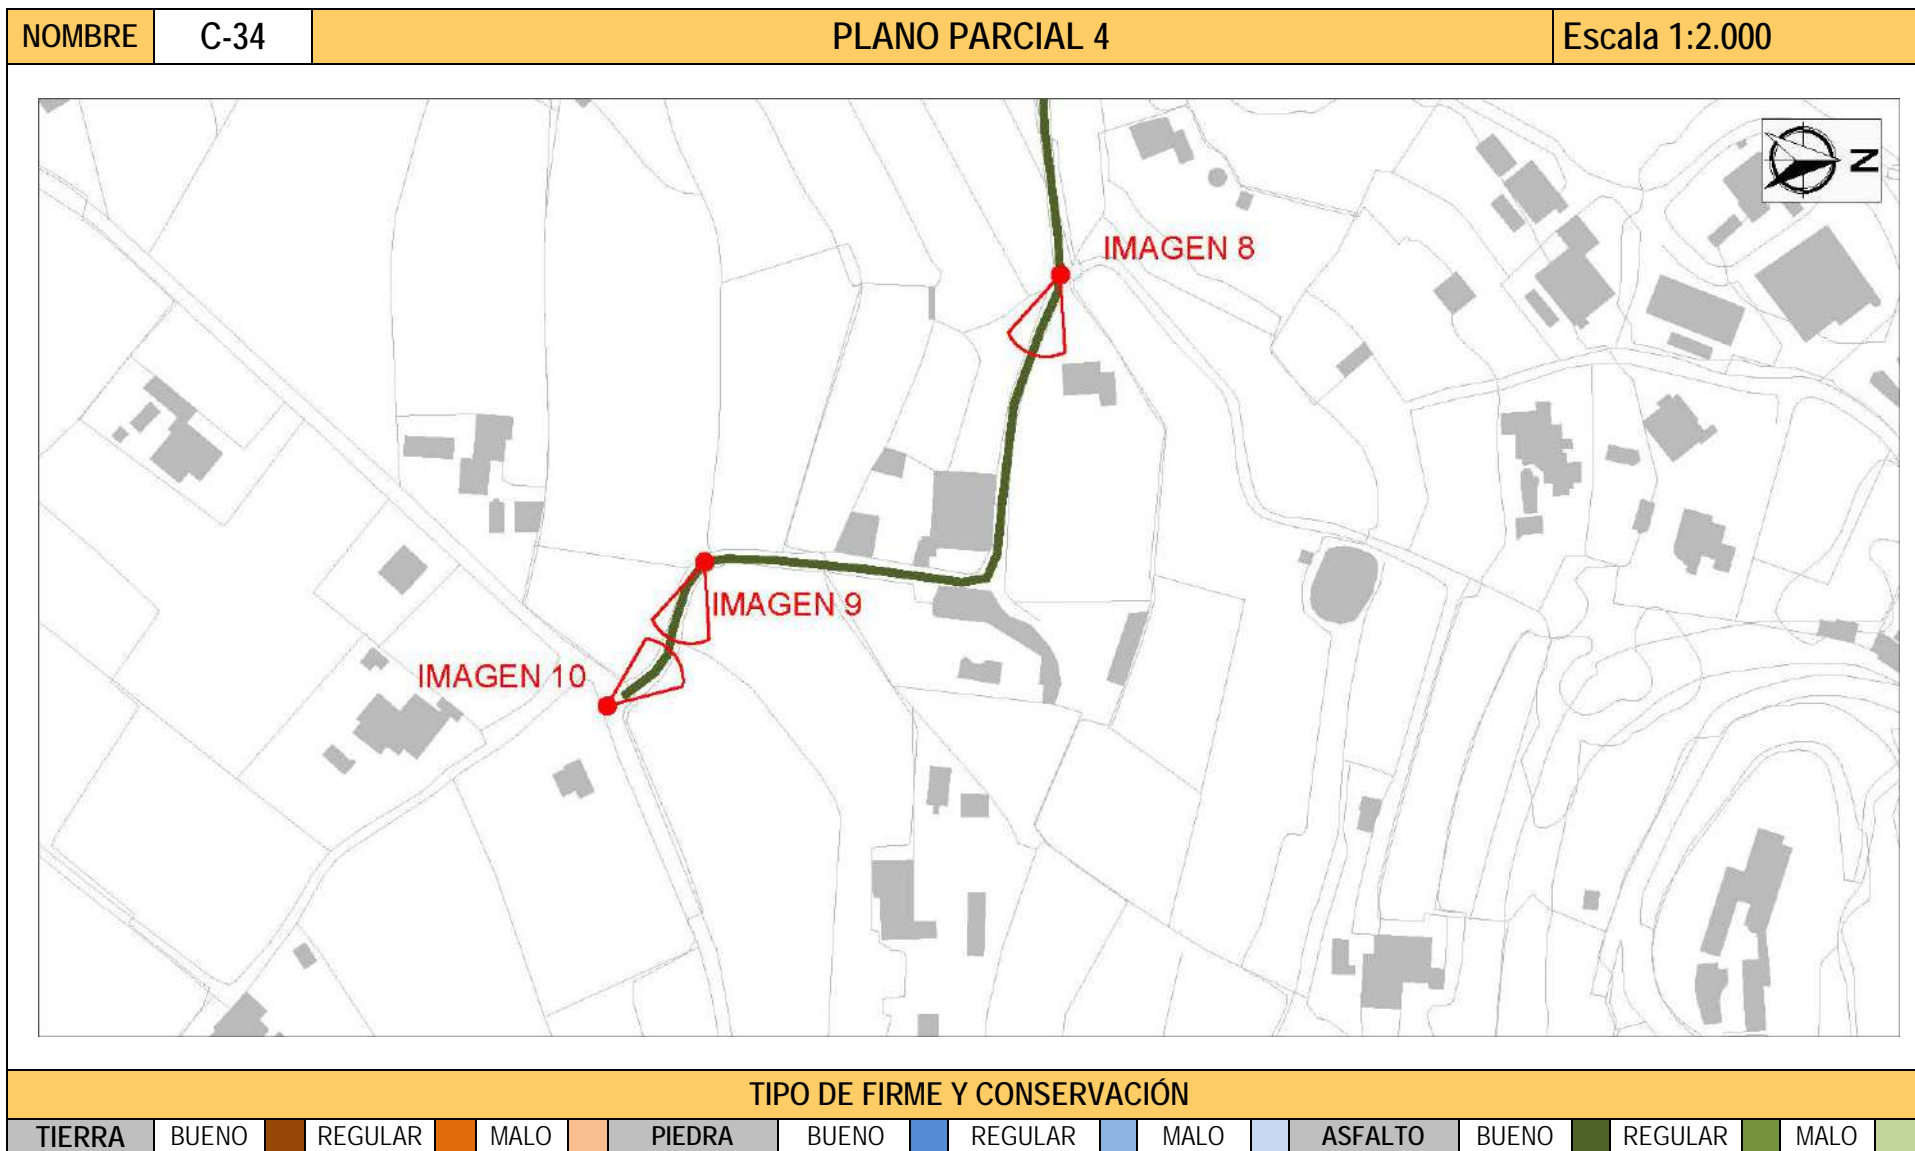 NOMBRE C-34 PLANO PARCIAL 4 Escala 1:2.000
N
IMAGEN 8
IMAGEN 9
IMAGEN 10
TIPO DE FIRME Y CONSERVACIÓN
TIERRA BUENO REGULAR MALO PIEDRA BUENO REGULAR MALO ASFALTO BUENO REGULAR MALO